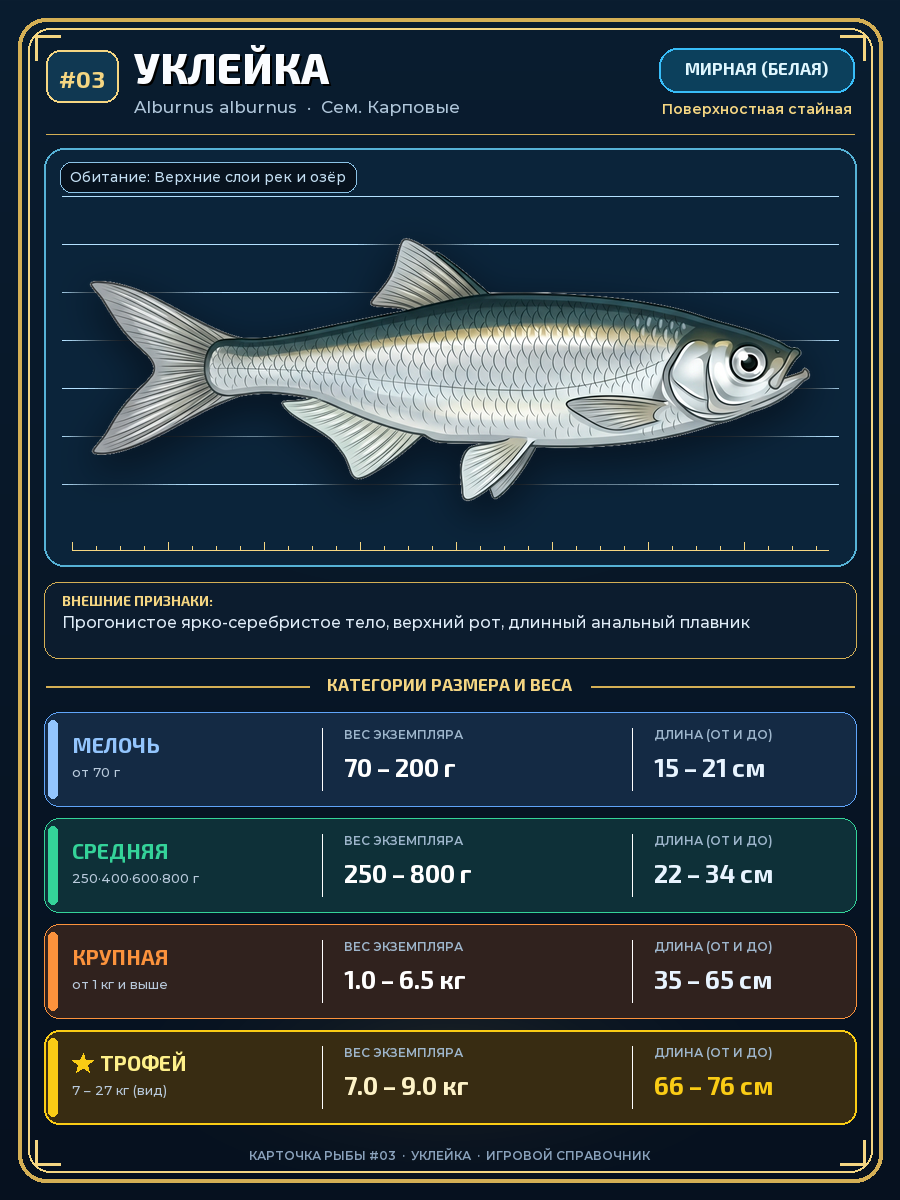 #03
УКЛЕЙКА
Alburnus alburnus · Сем. Карповые
МИРНАЯ (БЕЛАЯ)
Поверхностная стайная
Обитание: Верхние слои рек и озёр
ВНЕШНИЕ ПРИЗНАКИ:
Прогонистое ярко-серебристое тело, верхний рот, длинный анальный плавник
КАТЕГОРИИ РАЗМЕРА И ВЕСА
МЕЛОЧЬ
от 70 г
ВЕС ЭКЗЕМПЛЯРА
70 – 200 г
ДЛИНА (ОТ И ДО)
15 – 21 см
СРЕДНЯЯ
250·400·600·800 г
ВЕС ЭКЗЕМПЛЯРА
250 – 800 г
ДЛИНА (ОТ И ДО)
22 – 34 см
КРУПНАЯ
от 1 кг и выше
ВЕС ЭКЗЕМПЛЯРА
1.0 – 6.5 кг
ДЛИНА (ОТ И ДО)
35 – 65 см
★ ТРОФЕЙ
7 – 27 кг (вид)
ВЕС ЭКЗЕМПЛЯРА
7.0 – 9.0 кг
ДЛИНА (ОТ И ДО)
66 – 76 см
КАРТОЧКА РЫБЫ #03 · УКЛЕЙКА · ИГРОВОЙ СПРАВОЧНИК